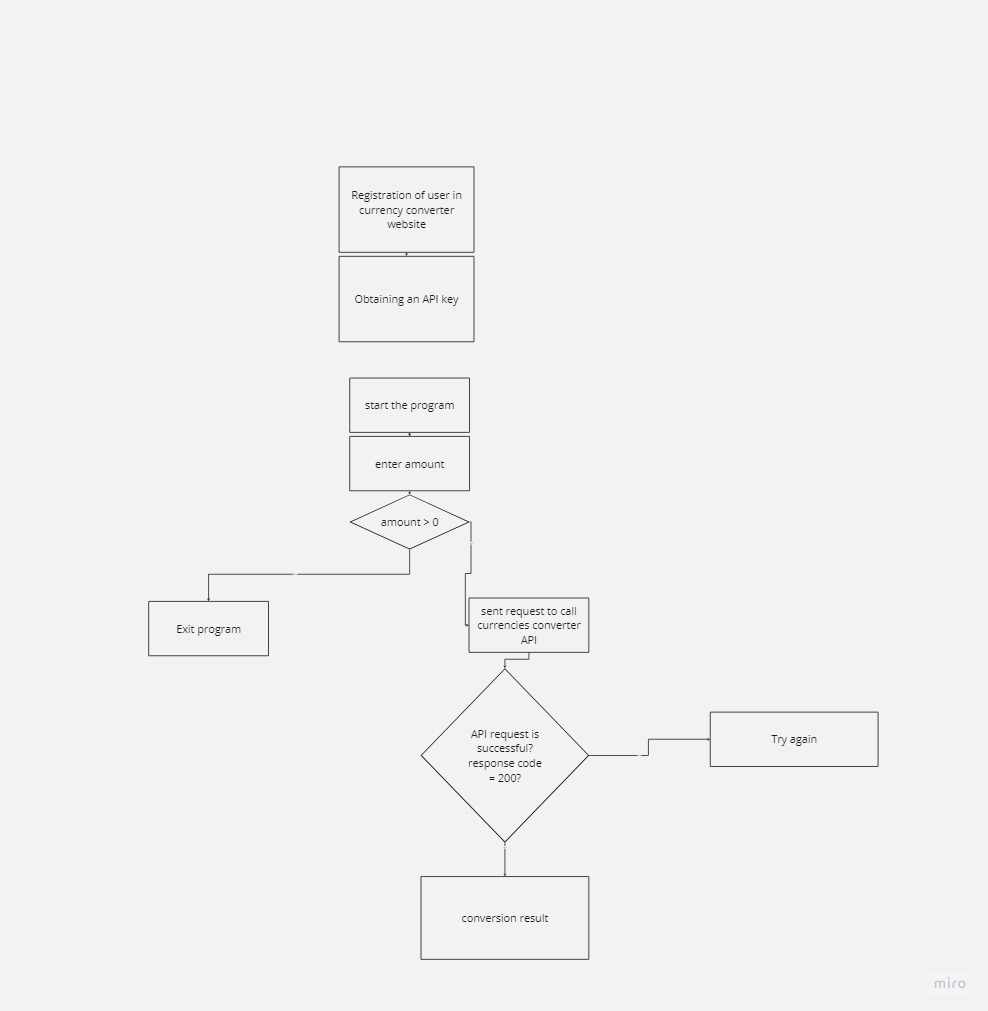 Registration of user in
currency converter
website
Obtaining an API key
start the program
enter amount
amount > 0
Exit program
sent request to call
currencies converter
API
API request is
successful?
response code
= 200?
Try again
conversion result
miro